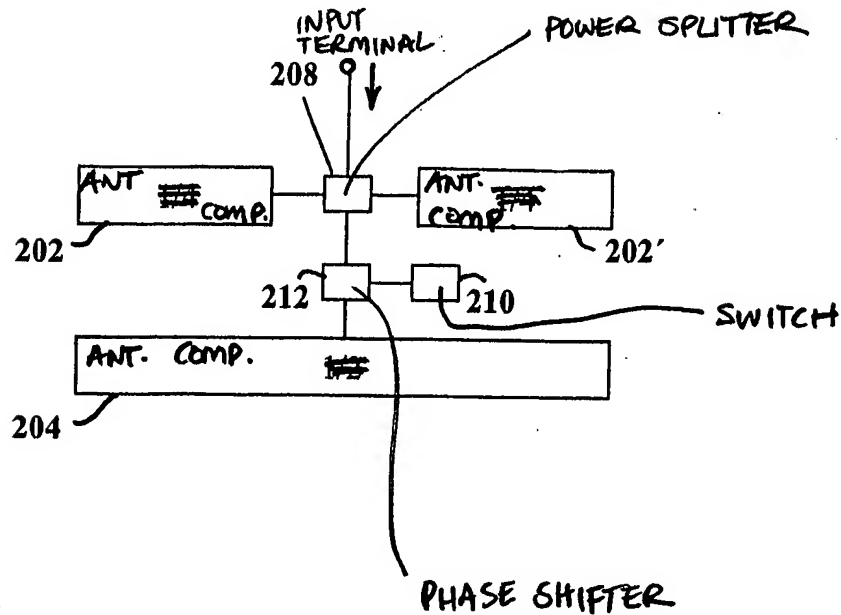 INPUT
TERMINAL
POWER SPLITTER
208
ANT
COMP.
ANT.
COMP.
202
202′
212
210
SWITCH
ANT. COMP.
204
PHASE SHIFTER